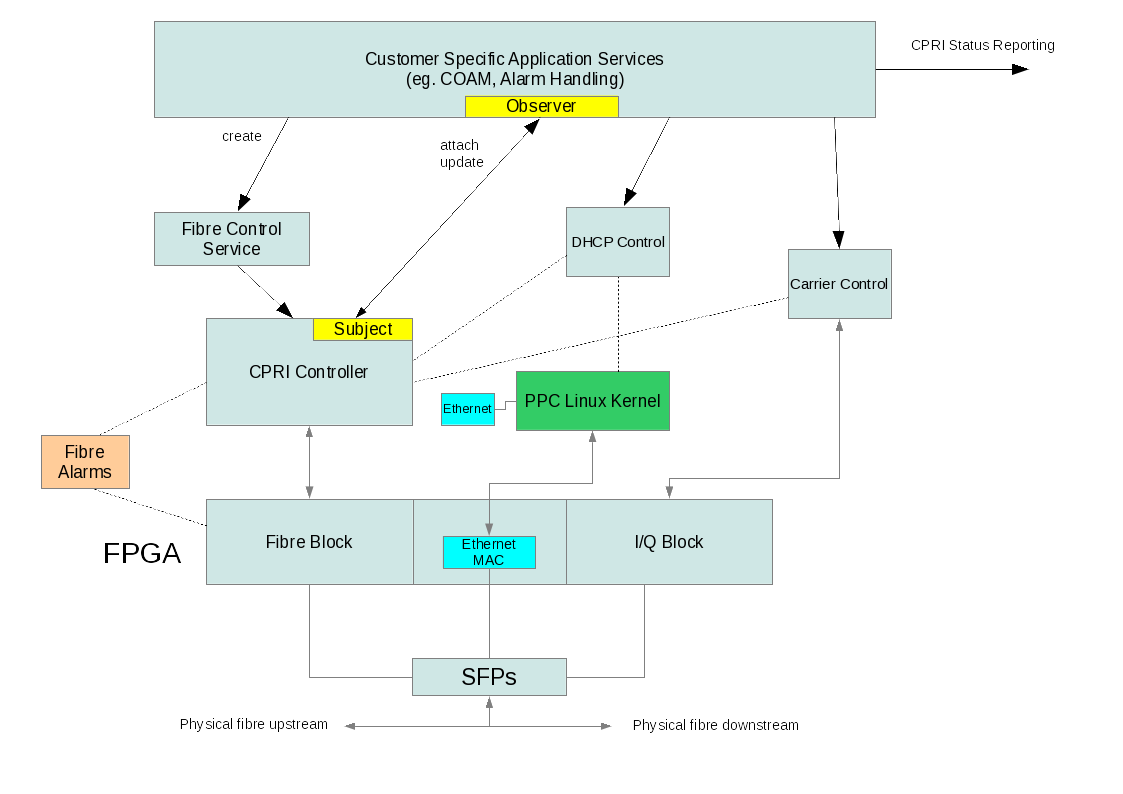 CPRI Status Reporting
Customer Specific Application Services
(eg. COAM, Alarm Handling)
Observer
create
attach
update
Fibre Control
Service
DHCP Control
Carrier Control
Subject
CPRI Controller
Ethernet
PPC Linux Kernel
Fibre
Alarms
FPGA
Fibre Block
Ethernet
MAC
I/Q Block
SFPs
Physical fibre upstream
Physical fibre downstream